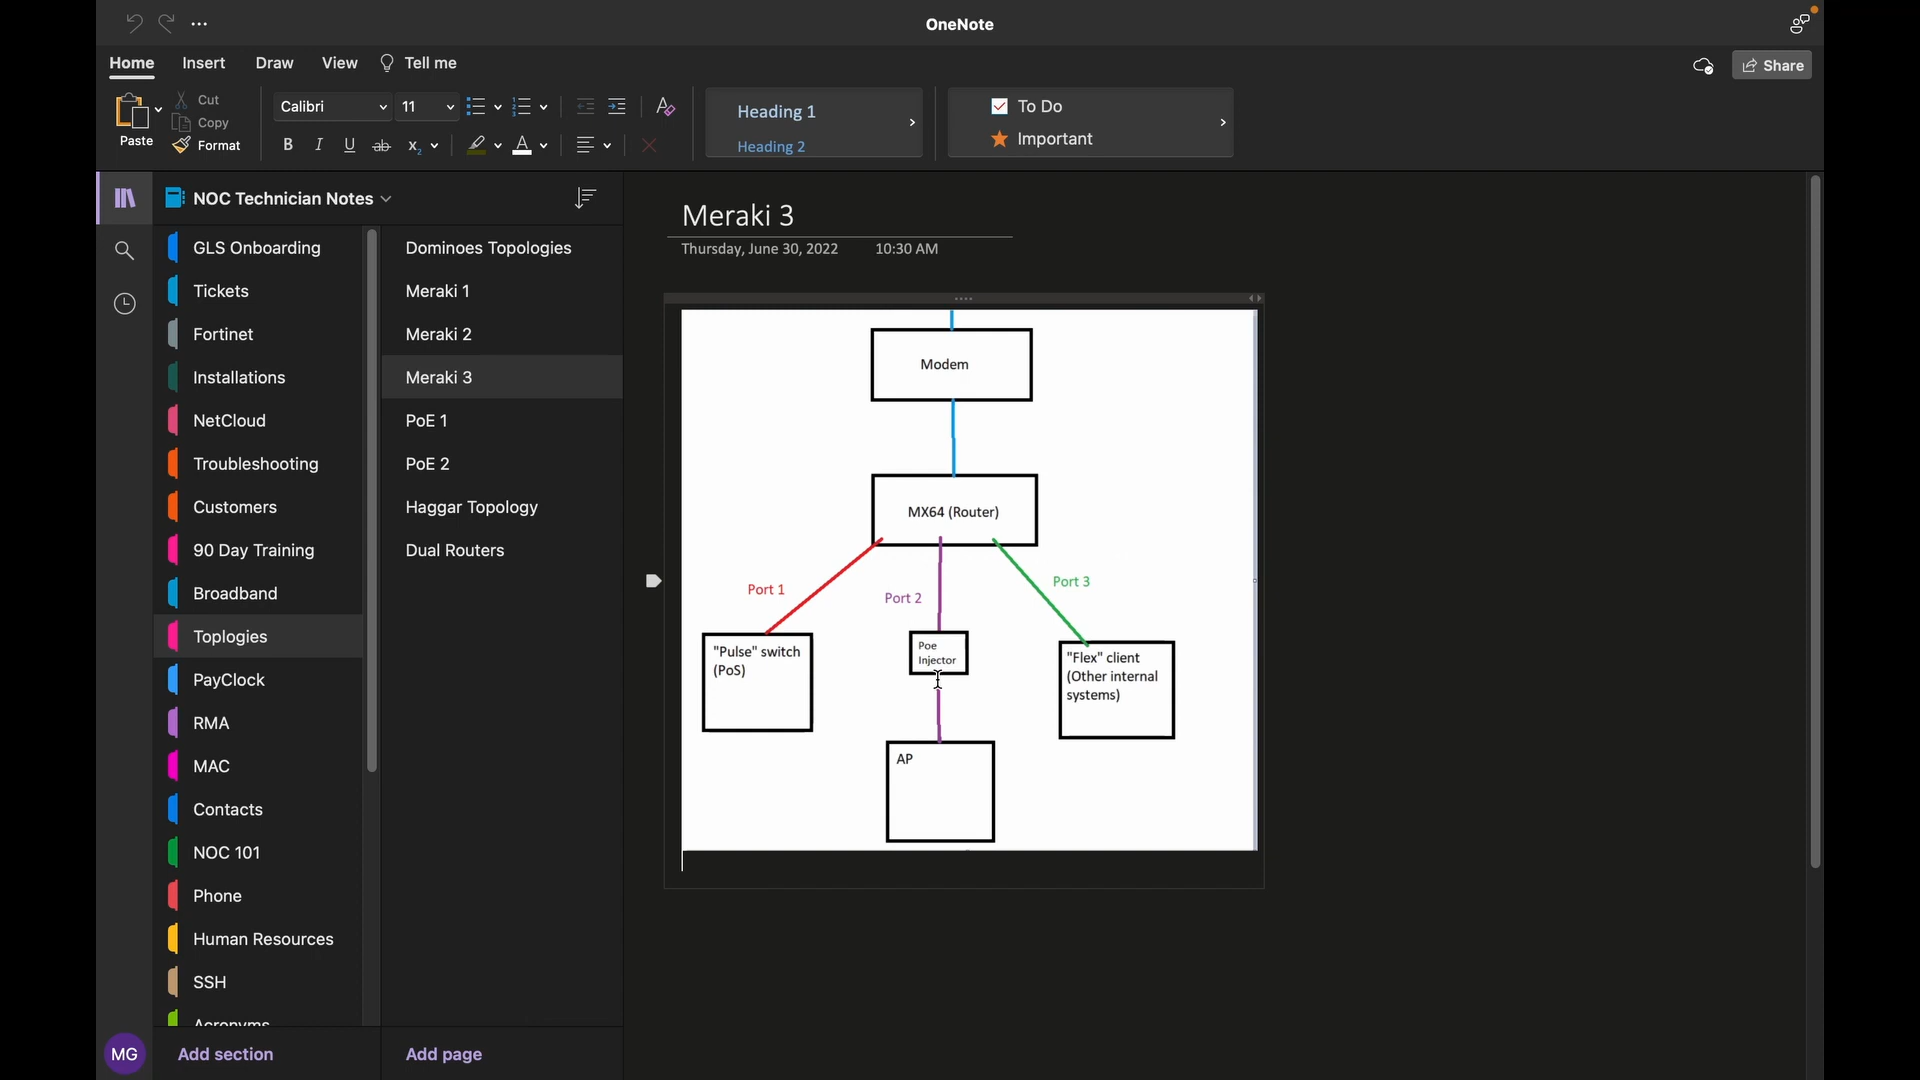 OneNote
Home Insert Draw View Tell me
Share
Paste
Cut
Copy
Format
Calibri 11
B I U ab x2 A
Heading 1
Heading 2
To Do
Important
NOC Technician Notes
GLS Onboarding
Tickets
Fortinet
Installations
NetCloud
Troubleshooting
Customers
90 Day Training
Broadband
Toplogies
PayClock
RMA
MAC
Contacts
NOC 101
Phone
Human Resources
SSH
Acronyms
MG
Add section
Dominoes Topologies
Meraki 1
Meraki 2
Meraki 3
PoE 1
PoE 2
Haggar Topology
Dual Routers
Add page
Meraki 3
Thursday, June 30, 2022 10:30 AM
Modem
MX64 (Router)
Port 1
Port 2
Port 3
"Pulse" switch
(PoS)
Poe
Injector
"Flex" client
(Other internal
systems)
AP